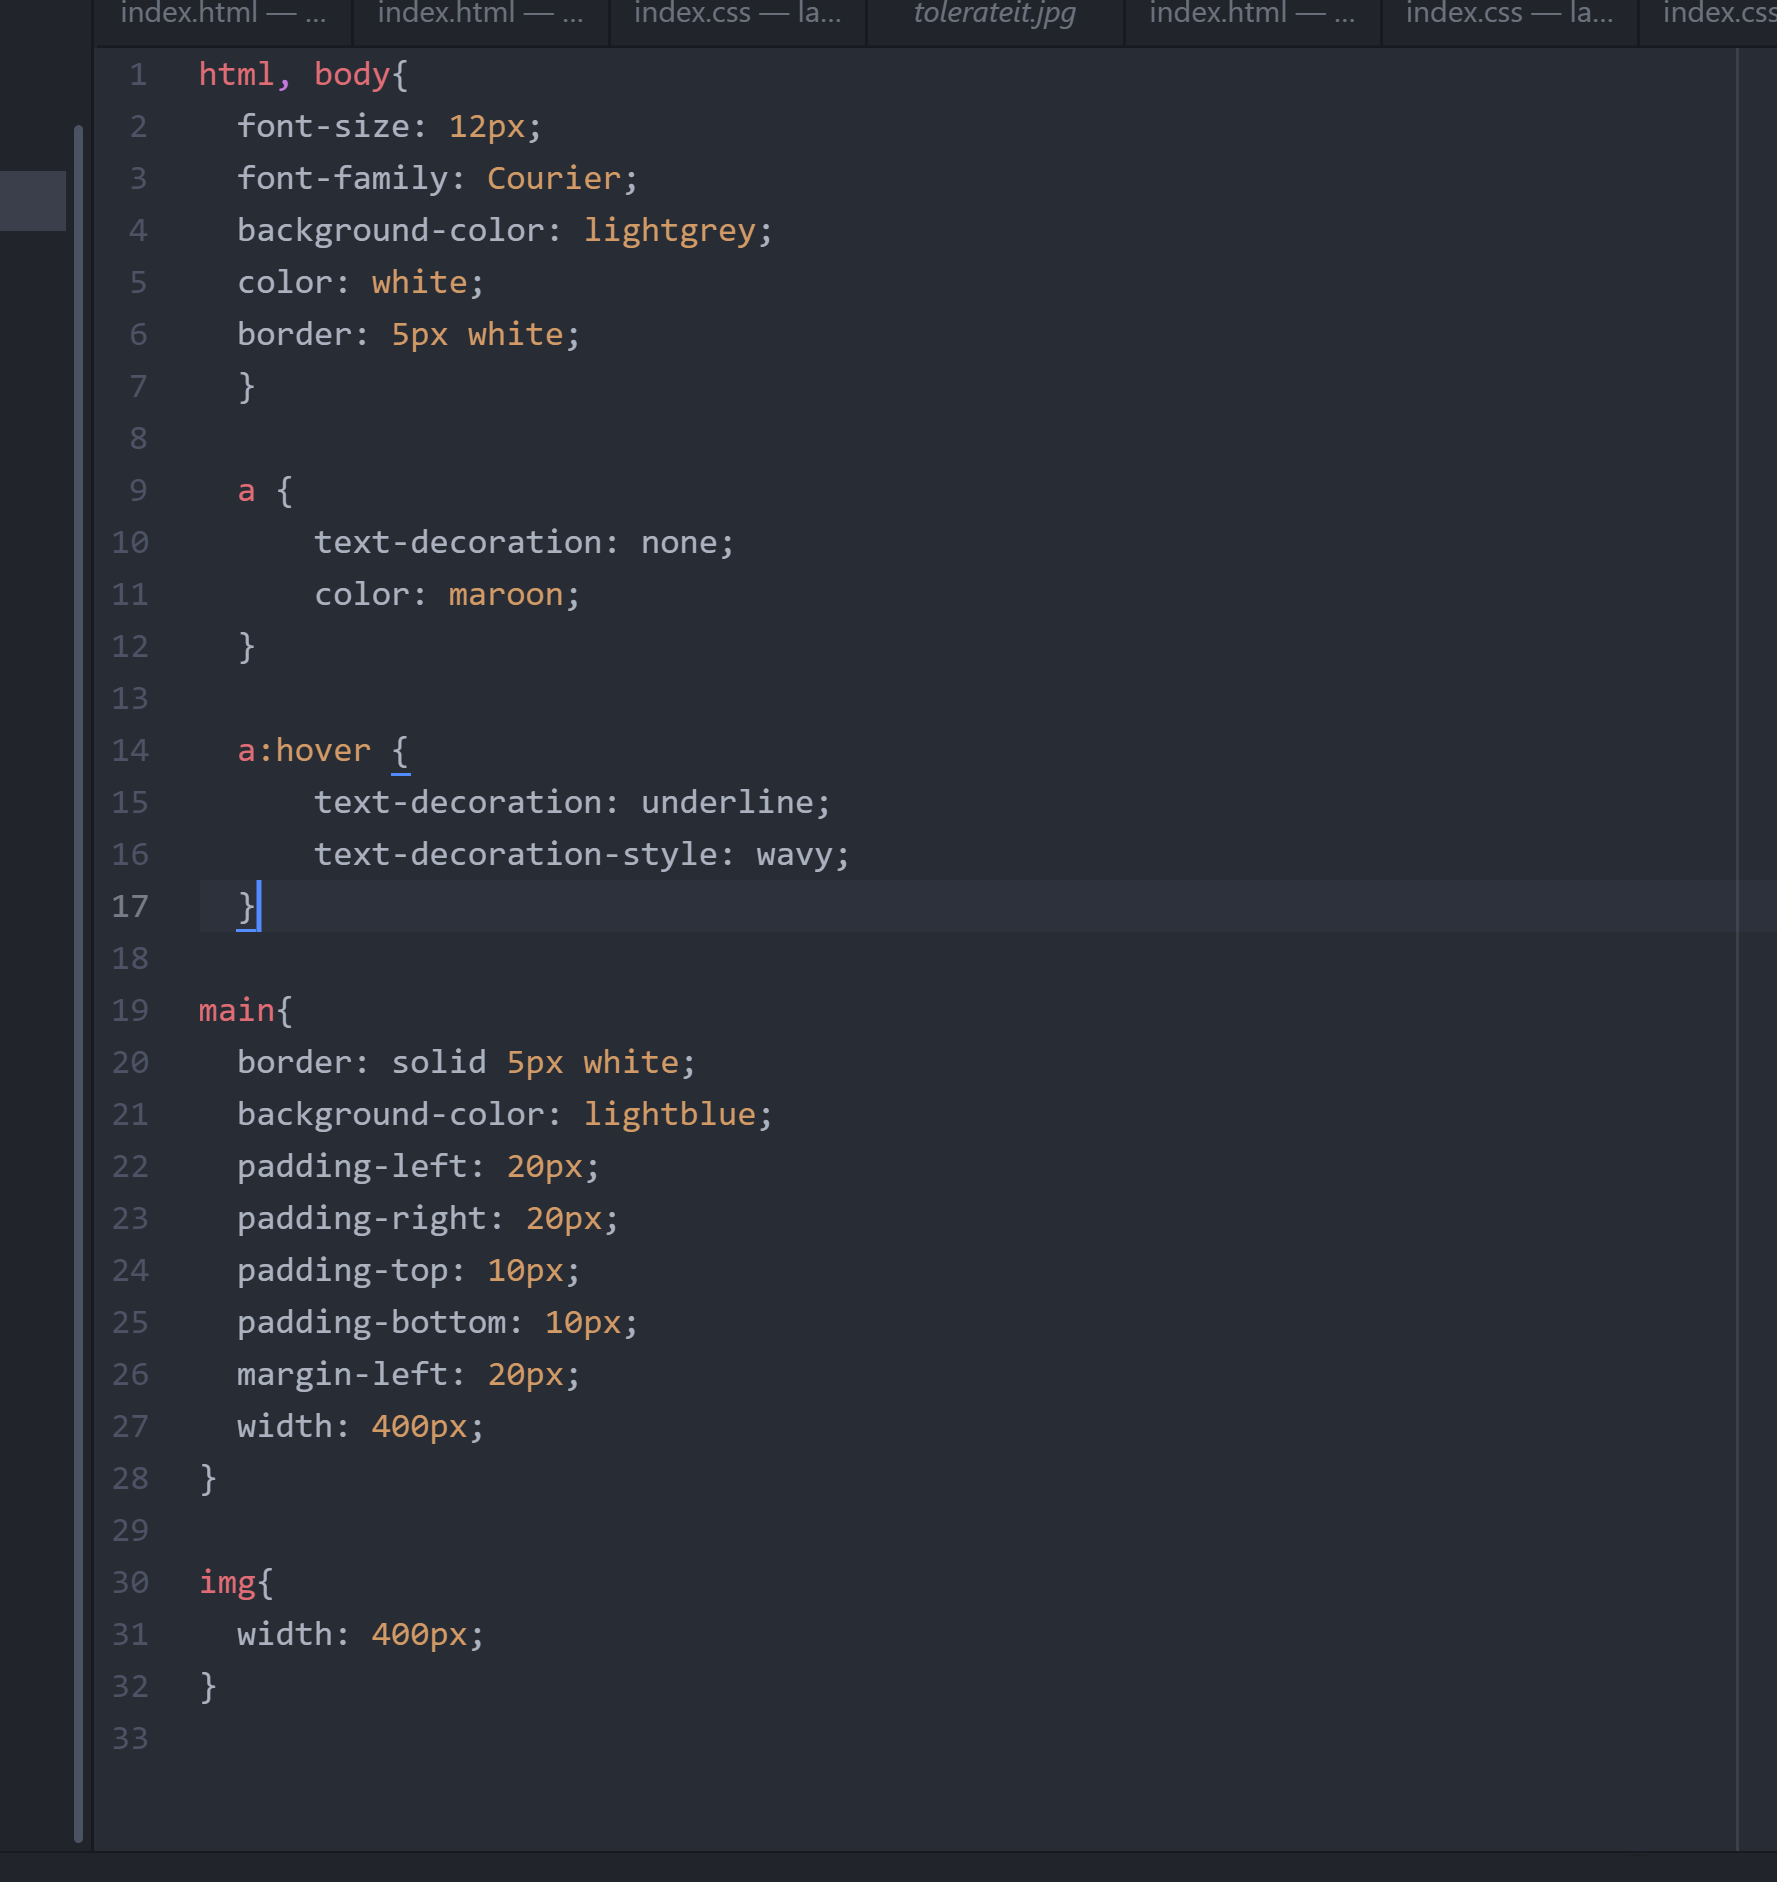 index.html — ... index.html — ... index.css — la... tolerateit.jpg index.html — ... index.css — la... index.css
1 html, body{
2 font-size: 12px;
3 font-family: Courier;
4 background-color: lightgrey;
5 color: white;
6 border: 5px white;
7 }
8
9 a {
10 text-decoration: none;
11 color: maroon;
12 }
13
14 a:hover {
15 text-decoration: underline;
16 text-decoration-style: wavy;
17 }
18
19 main{
20 border: solid 5px white;
21 background-color: lightblue;
22 padding-left: 20px;
23 padding-right: 20px;
24 padding-top: 10px;
25 padding-bottom: 10px;
26 margin-left: 20px;
27 width: 400px;
28 }
29
30 img{
31 width: 400px;
32 }
33